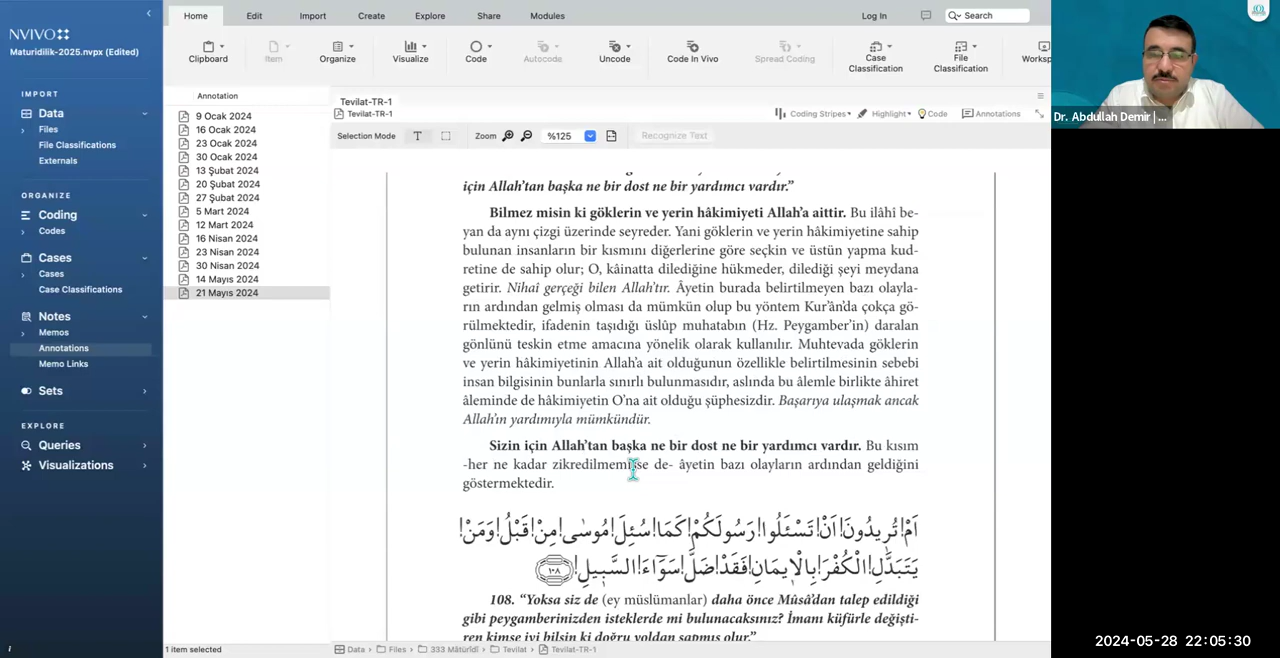 NVIVO
Maturidilik-2025.nvpx (Edited)
IMPORT
Data
Files
File Classifications
Externals
ORGANIZE
Coding
Codes
Cases
Cases
Case Classifications
Notes
Memos
Annotations
Memo Links
Sets
EXPLORE
Queries
Visualizations
Home Edit Import Create Explore Share Modules Log In Search
Clipboard Item Organize Visualize Code Autocode Uncode Code In Vivo Spread Coding Case Classification File Classification Worksp
Annotation
9 Ocak 2024
16 Ocak 2024
23 Ocak 2024
30 Ocak 2024
13 Şubat 2024
20 Şubat 2024
27 Şubat 2024
5 Mart 2024
12 Mart 2024
16 Nisan 2024
23 Nisan 2024
30 Nisan 2024
14 Mayıs 2024
21 Mayıs 2024
1 item selected
Tevilat-TR-1
Tevilat-TR-1 Coding Stripes Highlight Code Annotations
Selection Mode Zoom %125 Recognize Text
için Allah’tan başka ne bir dost ne bir yardımcı vardır.”
Bilmez misin ki göklerin ve yerin hâkimiyeti Allah’a aittir. Bu ilâhî be-
yan da aynı çizgi üzerinde seyreder. Yani göklerin ve yerin hâkimiyetine sahip
bulunan insanların bir kısmını diğerlerine göre seçkin ve üstün yapma kud-
retine de sahip olur; O, kâinatta dilediğine hükmeder, dilediği şeyi meydana
getirir. Nihaî gerçeği bilen Allah’tır. Âyetin burada belirtilmeyen bazı olayla-
rın ardından gelmiş olması da mümkün olup bu yöntem Kur’ân’da çokça gö-
rülmektedir, ifadenin taşıdığı üslûp muhatabın (Hz. Peygamber’in) daralan
gönlünü teskin etme amacına yönelik olarak kullanılır. Muhtevada göklerin
ve yerin hâkimiyetinin Allah’a ait olduğunun özellikle belirtilmesinin sebebi
insan bilgisinin bunlarla sınırlı bulunmasıdır, aslında bu âlemle birlikte âhiret
âleminde de hâkimiyetin O’na ait olduğu şüphesizdir. Başarıya ulaşmak ancak
Allah’ın yardımıyla mümkündür.
Sizin için Allah’tan başka ne bir dost ne bir yardımcı vardır. Bu kısım
-her ne kadar zikredilmemişse de- âyetin bazı olayların ardından geldiğini
göstermektedir.
اَمْ تُرِيدُونَ اَنْ تَسْـَٔلُوا رَسُولَكُمْ كَمَا سُئِلَ مُوسٰى مِنْ قَبْلُ وَمَنْ
يَتَبَدَّلِ الْكُفْرَ بِالْاِيمَانِ فَقَدْ ضَلَّ سَوَٓاءَ السَّبِيلِ ١٠٨
108. “Yoksa siz de (ey müslümanlar) daha önce Mûsâ’dan talep edildiği
gibi peygamberinizden isteklerde mi bulunacaksınız? İmanı küfürle değişti-
ren kimse iyi bilsin ki doğru yoldan sapmış olur.”
Data Files 333 Mâtürîdî Tevilat Tevilat-TR-1
Dr. Abdullah Demir | ...
2024-05-28 22:05:30